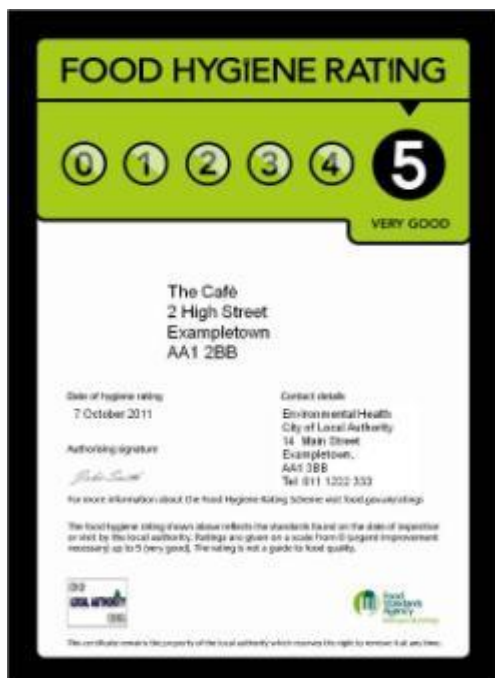 FOOD HYGIENE RATING
0 1 2 3 4 5
VERY GOOD
The Café
2 High Street
Exampletown
AA1 2BB
Date of hygiene rating
7 October 2011
Contact details
Environmental Health
City of Local Authority
14 Main Street
Exampletown,
AA1 3BB
Tel 011 1222 333
Authorising signature
John Smith
For more information about the Food Hygiene Rating Scheme visit food.gov.uk/ratings
The food hygiene rating shown above reflects the standards found on the date of inspection
or visit by the local authority. Ratings are given on a scale from 0 (urgent improvement
necessary) up to 5 (very good). The rating is not a guide to food quality.
LOCAL AUTHORITY
Food
Standards
Agency
This certificate remains the property of the local authority which reserves the right to remove it at any time.